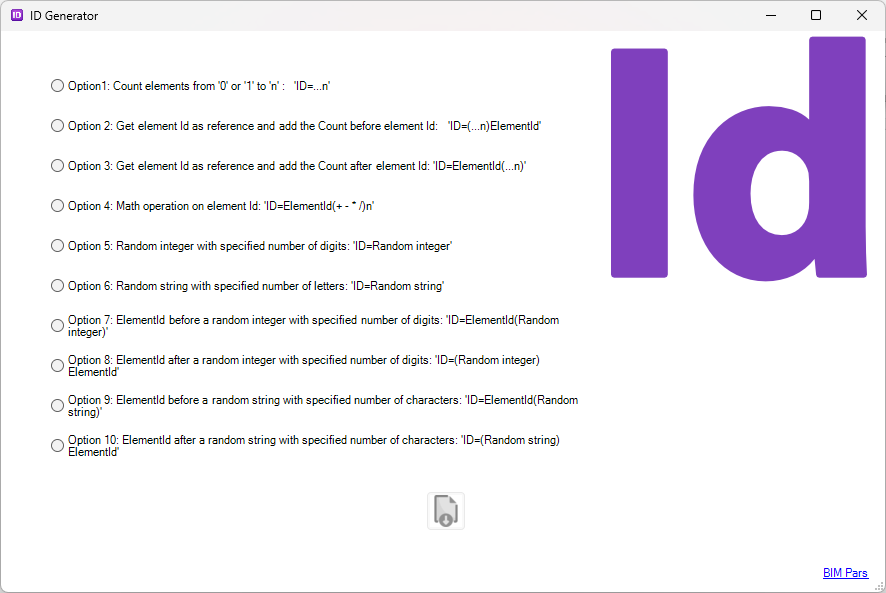 ID ID Generator
Id
Option1: Count elements from '0' or '1' to 'n' : 'ID=...n'
Option 2: Get element Id as reference and add the Count before element Id: 'ID=(...n)ElementId'
Option 3: Get element Id as reference and add the Count after element Id: 'ID=ElementId(...n)'
Option 4: Math operation on element Id: 'ID=ElementId(+ - * /)n'
Option 5: Random integer with specified number of digits: 'ID=Random integer'
Option 6: Random string with specified number of letters: 'ID=Random string'
Option 7: ElementId before a random integer with specified number of digits: 'ID=ElementId(Random
integer)'
Option 8: ElementId after a random integer with specified number of digits: 'ID=(Random integer)
ElementId'
Option 9: ElementId before a random string with specified number of characters: 'ID=ElementId(Random
string)'
Option 10: ElementId after a random string with specified number of characters: 'ID=(Random string)
ElementId'
BIM Pars